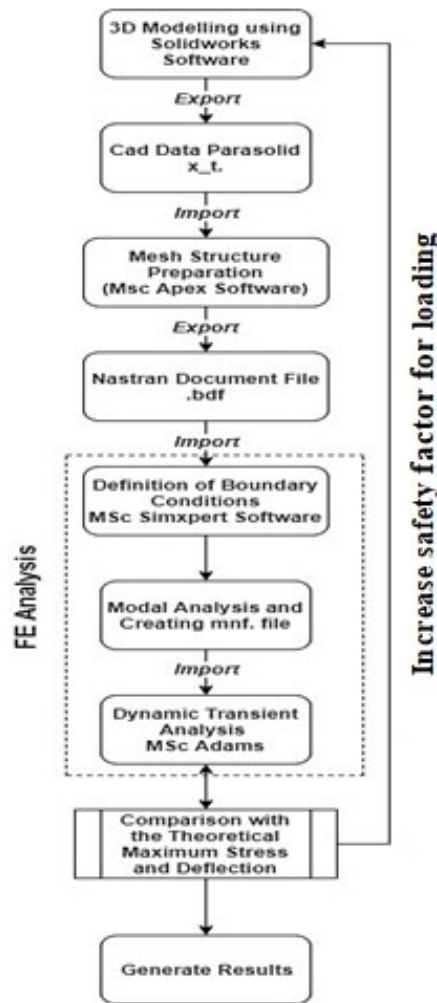 3D Modelling using
Solidworks
Software
Export
Cad Data Parasolid
x_t.
Import
Mesh Structure
Preparation
(Msc Apex Software)
Export
Nastran Document File
.bdf
Import
Definition of Boundary
Conditions
MSc Simxpert Software
Modal Analysis and
Creating mnf. file
Import
Dynamic Transient
Analysis
MSc Adams
FE Analysis
Comparison with
the Theoretical
Maximum Stress
and Deflection
Increase safety factor for loading
Generate Results